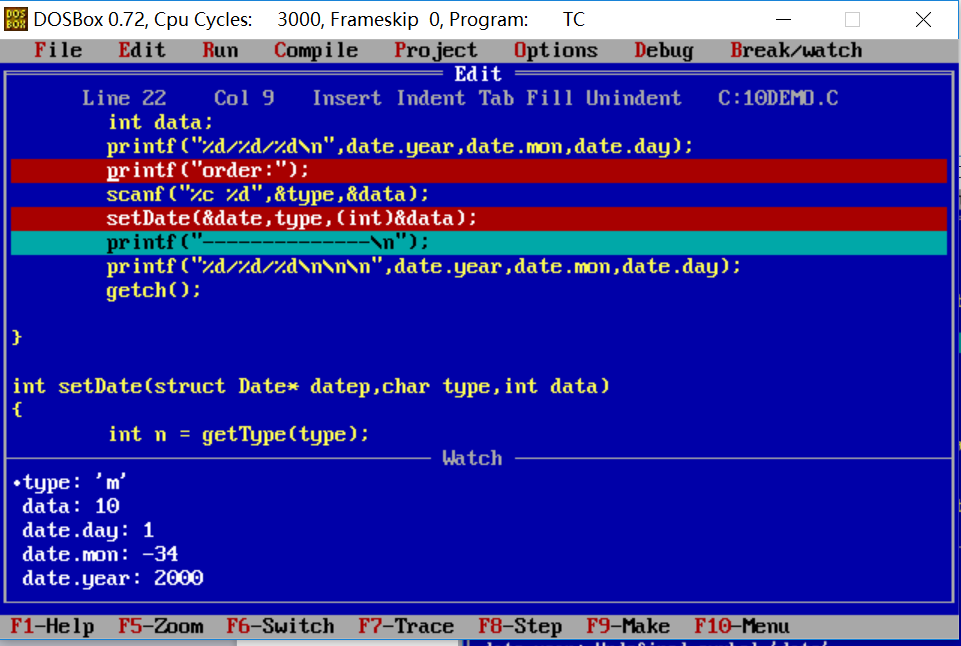 DOSBox 0.72, Cpu Cycles: 3000, Frameskip 0, Program: TC
File Edit Run Compile Project Options Debug Break/watch
Edit
Line 22 Col 9 Insert Indent Tab Fill Unindent C:10DEMO.C
int data;
printf("%d/%d/%d\n",date.year,date.mon,date.day);
printf("order:");
scanf("%c %d",&type,&data);
setDate(&date,type,(int)&data);
printf("--------------\n");
printf("%d/%d/%d\n\n\n",date.year,date.mon,date.day);
getch();
}
int setDate(struct Date* datep,char type,int data)
{
int n = getType(type);
Watch
•type: 'm'
data: 10
date.day: 1
date.mon: -34
date.year: 2000
F1-Help F5-Zoom F6-Switch F7-Trace F8-Step F9-Make F10-Menu